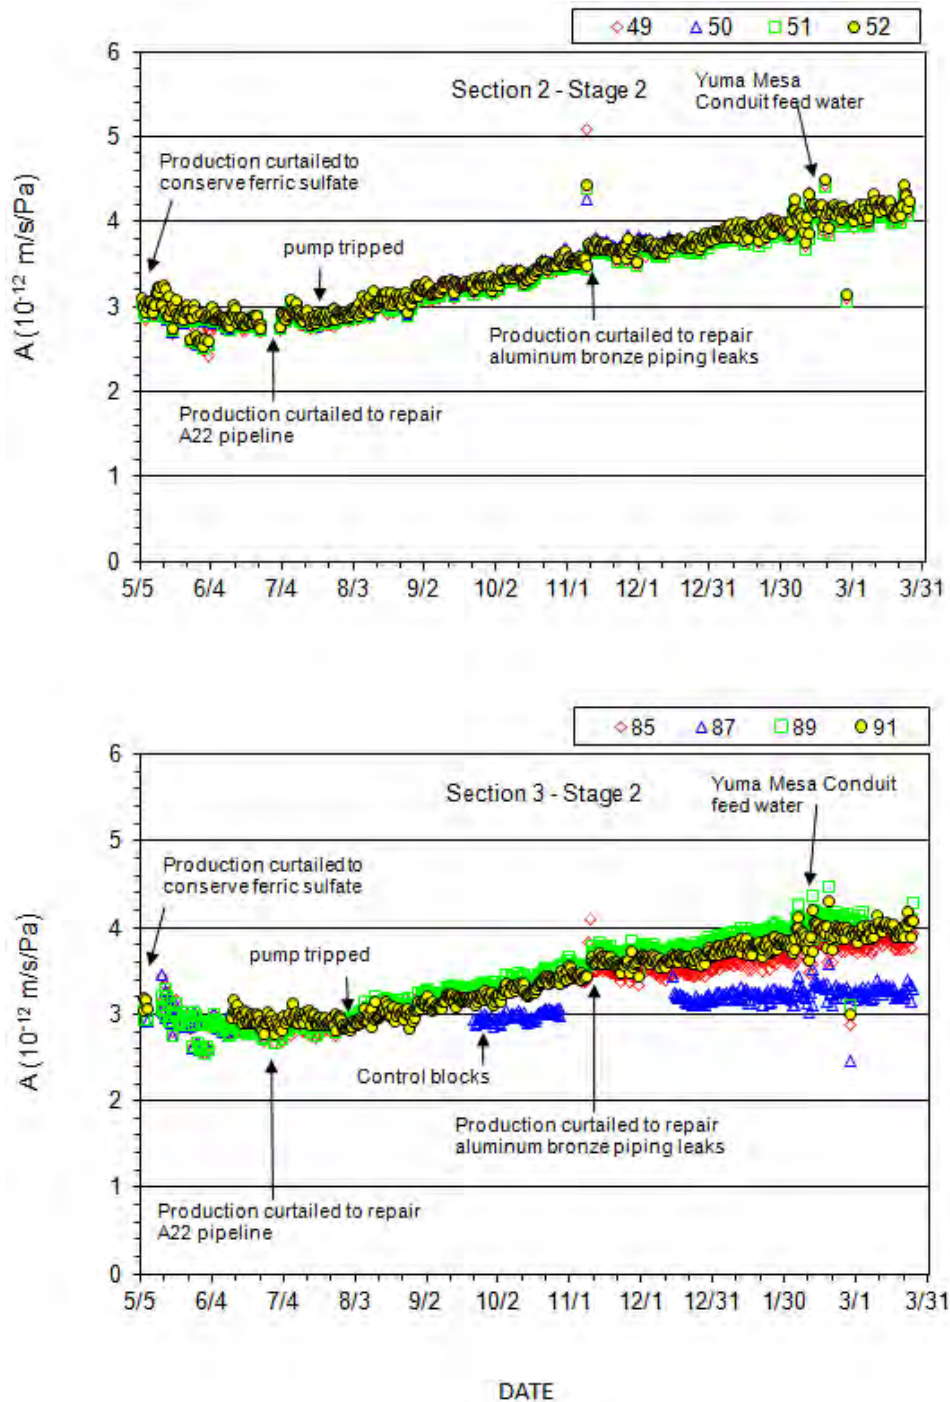 49 50 51 52
6
Section 2 - Stage 2
Yuma Mesa
Conduit feed water
5
Production curtailed to
conserve ferric sulfate
4
pump tripped
A (10-12 m/s/Pa)
3
Production curtailed to repair
aluminum bronze piping leaks
2
Production curtailed to repair
A22 pipeline
1
0
5/5 6/4 7/4 8/3 9/2 10/2 11/1 12/1 12/31 1/30 3/1 3/31
85 87 89 91
6
Section 3 - Stage 2
Yuma Mesa Conduit
feed water
5
Production curtailed to
conserve ferric sulfate
4
pump tripped
A (10-12 m/s/Pa)
3
Control blocks
2
Production curtailed to repair
aluminum bronze piping leaks
1
Production curtailed to repair
A22 pipeline
0
5/5 6/4 7/4 8/3 9/2 10/2 11/1 12/1 12/31 1/30 3/1 3/31
DATE